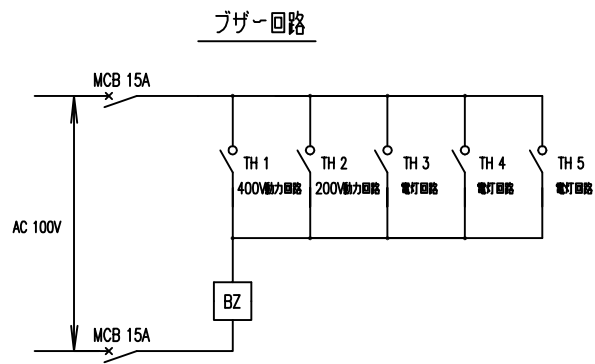 ブザー回路
MCB 15A
TH 1
TH 2
TH 3
TH 4
TH 5
400V動力回路
200V動力回路
電灯回路
電灯回路
電灯回路
AC 100V
BZ
MCB 15A